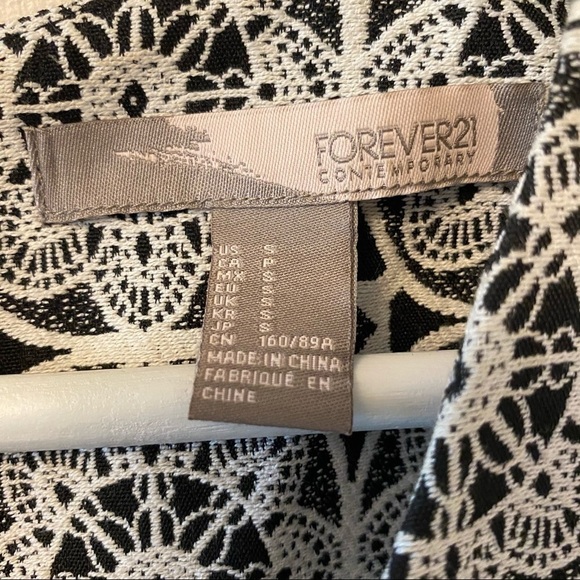 FOREVER21
CONTEMPORARY
US S
CA P
MX S
EU S
UK S
KR S
JP S
CN 160/89A
MADE IN CHINA
FABRIQUÉ EN
CHINE